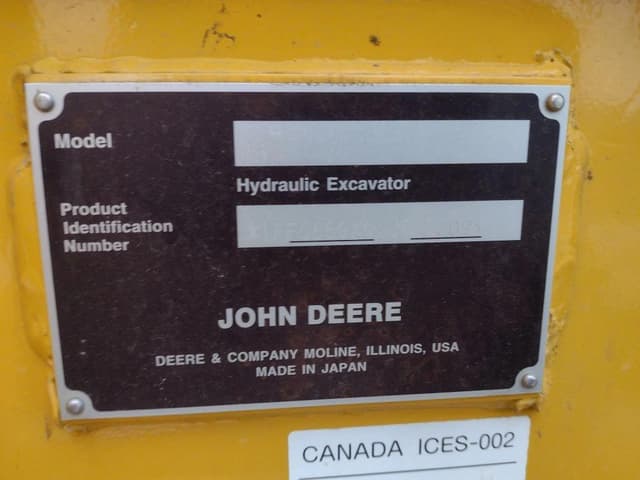 Model
Hydraulic Excavator
Product
Identification
Number
JOHN DEERE
DEERE & COMPANY MOLINE, ILLINOIS, USA
MADE IN JAPAN
CANADA ICES-002